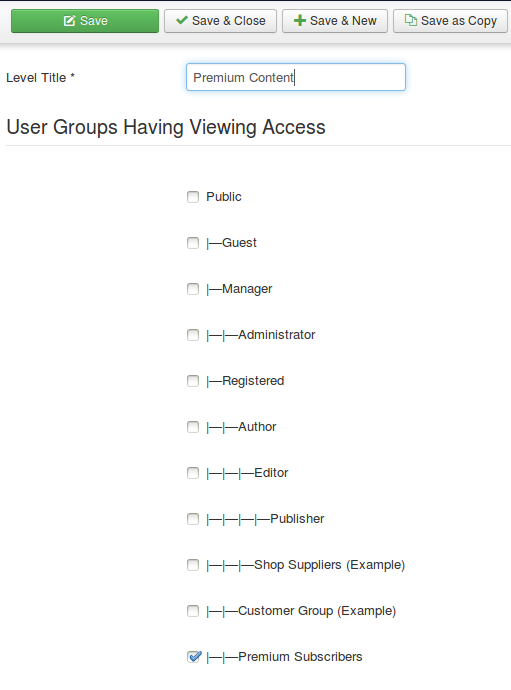 Save Save & Close Save & New Save as Copy
Level Title * Premium Content
User Groups Having Viewing Access
Public
|—Guest
|—Manager
|—|—Administrator
|—Registered
|—|—Author
|—|—|—Editor
|—|—|—|—Publisher
|—|—|—Shop Suppliers (Example)
|—|—Customer Group (Example)
|—|—Premium Subscribers